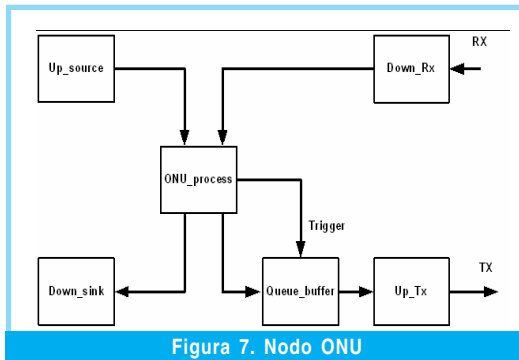 RX
Up_source
Down_Rx
ONU_process
Trigger
TX
Down_sink
Queue_buffer
Up_Tx
Figura 7. Nodo ONU